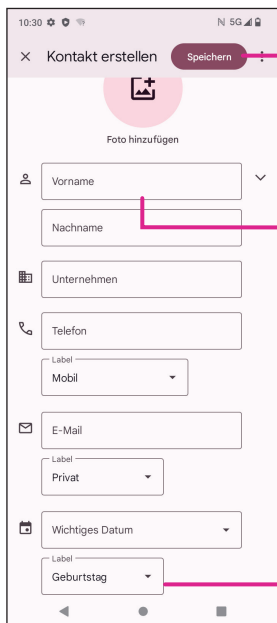 10:30 5G
Kontakt erstellen Speichern
Foto hinzufügen
Vorname
Nachname
Unternehmen
Telefon
Label
Mobil
E-Mail
Label
Privat
Wichtiges Datum
Label
Geburtstag